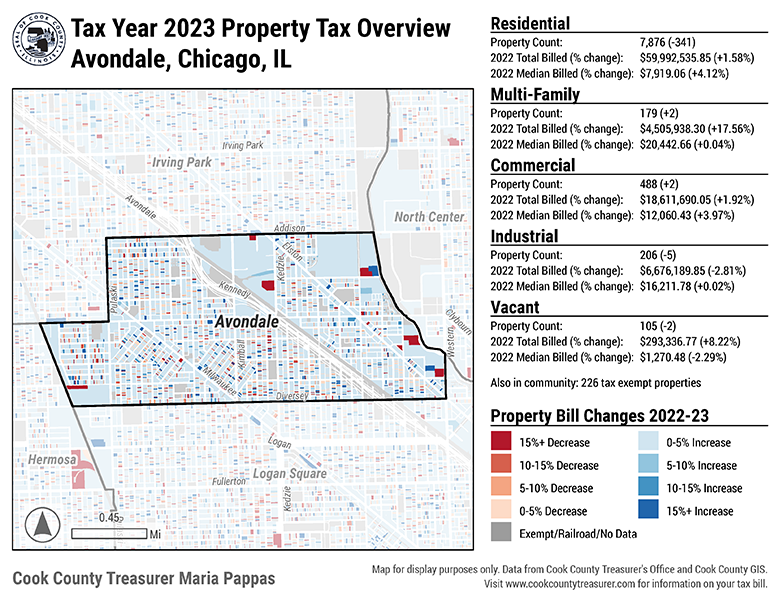 Tax Year 2023 Property Tax Overview
Avondale, Chicago, IL
Irving Park
Irving Park
Avondale
North Center
Addison
Elston
Kedzie
Pulaski
Kennedy
Avondale
Kimball
Clybourn
Western
Milwaukee
Diversey
Logan
Hermosa
Logan Square
Fullerton
Kedzie
0.45
Mi
Residential
Property Count: 7,876 (-341)
2022 Total Billed (% change): $59,992,535.85 (+1.58%)
2022 Median Billed (% change): $7,919.06 (+4.12%)
Multi-Family
Property Count: 179 (+2)
2022 Total Billed (% change): $4,505,938.30 (+17.56%)
2022 Median Billed (% change): $20,442.66 (+0.04%)
Commercial
Property Count: 488 (+2)
2022 Total Billed (% change): $18,611,690.05 (+1.92%)
2022 Median Billed (% change): $12,060.43 (+3.97%)
Industrial
Property Count: 206 (-5)
2022 Total Billed (% change): $6,676,189.85 (-2.81%)
2022 Median Billed (% change): $16,211.78 (+0.02%)
Vacant
Property Count: 105 (-2)
2022 Total Billed (% change): $293,336.77 (+8.22%)
2022 Median Billed (% change): $1,270.48 (-2.29%)
Also in community: 226 tax exempt properties
Property Bill Changes 2022-23
15%+ Decrease
10-15% Decrease
5-10% Decrease
0-5% Decrease
Exempt/Railroad/No Data
0-5% Increase
5-10% Increase
10-15% Increase
15%+ Increase
Cook County Treasurer Maria Pappas
Map for display purposes only. Data from Cook County Treasurer's Office and Cook County GIS.
Visit www.cookcountytreasurer.com for information on your tax bill.